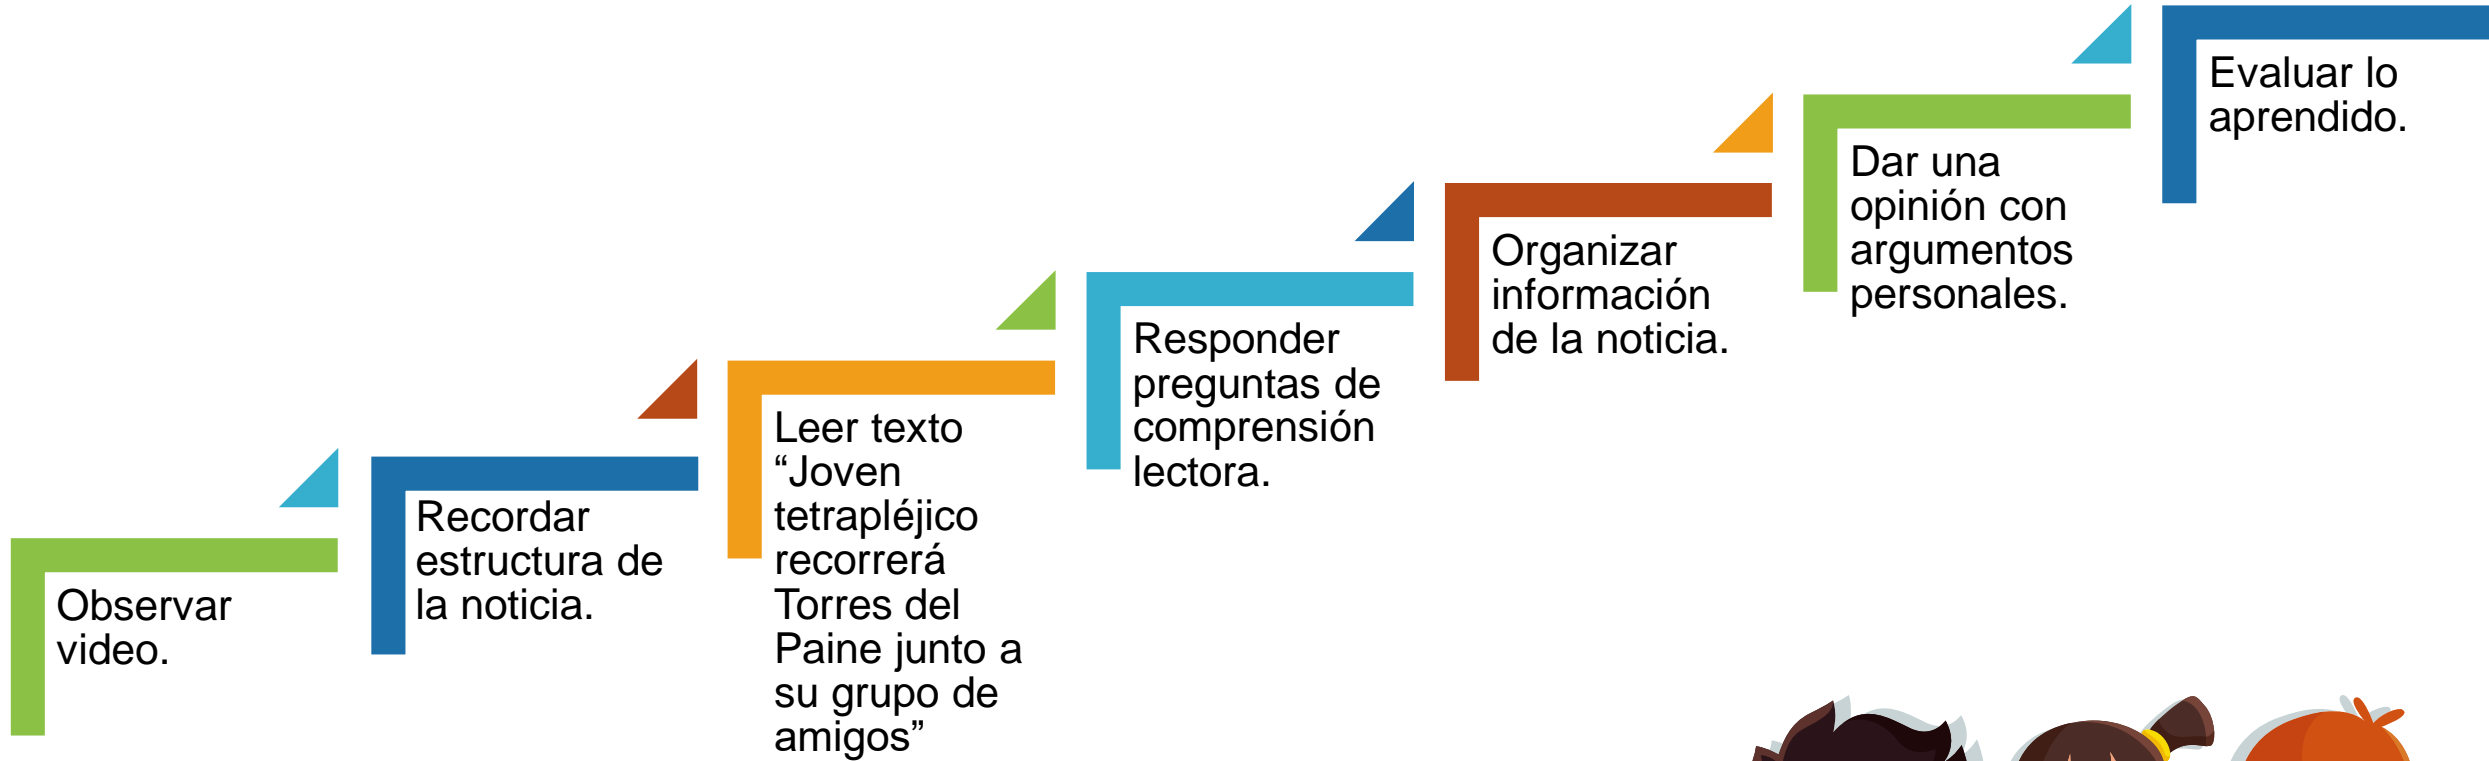 Observar
video.
Recordar
estructura de
la noticia.
Leer texto
“Joven
tetrapléjico
recorrerá
Torres del
Paine junto a
su grupo de
amigos”
Responder
preguntas de
comprensión
lectora.
Organizar
información
de la noticia.
Dar una
opinión con
argumentos
personales.
Evaluar lo
aprendido.